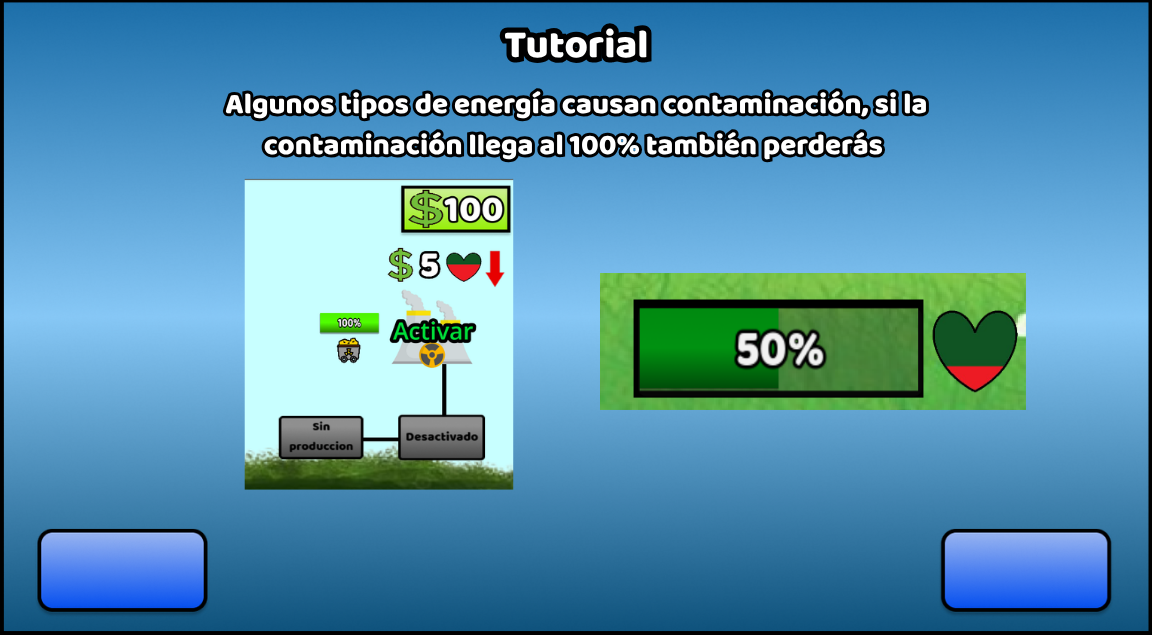 Tutorial
Algunos tipos de energía causan contaminación, si la
contaminación llega al 100% también perderás
$100
$ 5
100%
Activar
50%
Sin
produccion
Desactivado